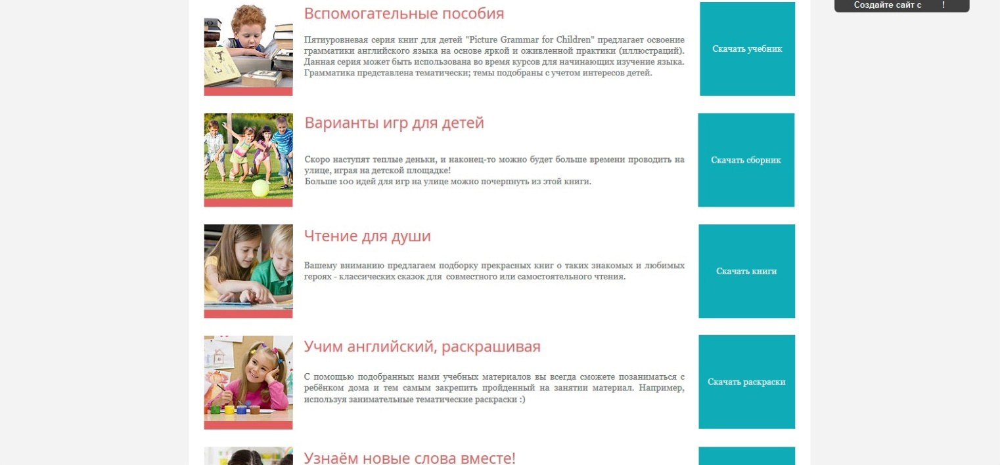 Создайте сайт с !
Вспомогательные пособия
Пятиуровневая серия книг для детей "Picture Grammar for Children" предлагает освоение
грамматики английского языка на основе яркой и оживленной практики (иллюстраций).
Данная серия может быть использована во время курсов для начинающих изучение языка.
Грамматика представлена тематически; темы подобраны с учетом интересов детей.
Скачать учебник
Варианты игр для детей
Скоро наступят теплые деньки, и наконец-то можно будет больше времени проводить на
улице, играя на детской площадке!
Больше 100 идей для игр на улице можно почерпнуть из этой книги.
Скачать сборник
Чтение для души
Вашему вниманию предлагаем подборку прекрасных книг о таких знакомых и любимых
героях - классических сказок для совместного или самостоятельного чтения.
Скачать книги
Учим английский, раскрашивая
С помощью подобранных нами учебных материалов вы всегда сможете позаниматься с
ребёнком дома и тем самым закрепить пройденный на занятии материал. Например,
используя занимательные тематические раскраски :)
Скачать раскраски
Узнаём новые слова вместе!